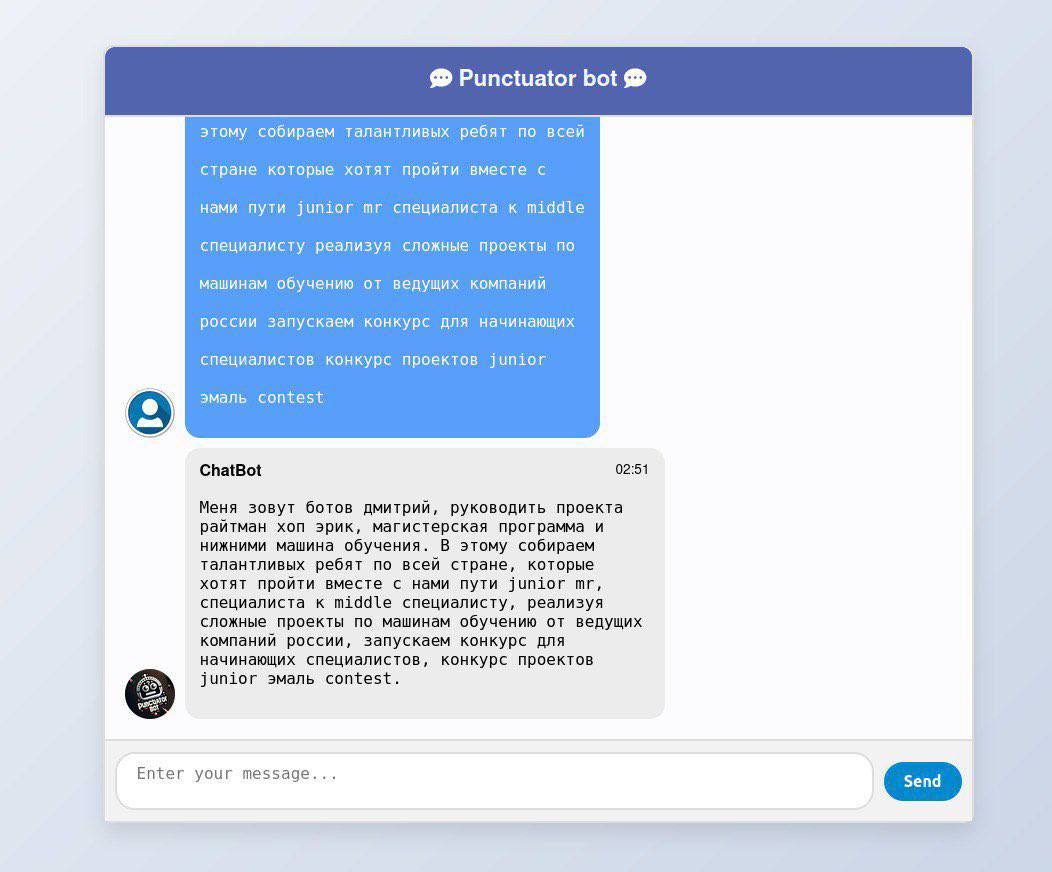 Punctuator bot
этому собираем талантливых ребят по всей
стране которые хотят пройти вместе с
нами пути junior mr специалиста к middle
специалисту реализуя сложные проекты по
машинам обучению от ведущих компаний
россии запускаем конкурс для начинающих
специалистов конкурс проектов junior
эмаль contest
ChatBot 02:51
Меня зовут ботов дмитрий, руководить проекта
райтман хоп эрик, магистерская программа и
нижними машина обучения. В этому собираем
талантливых ребят по всей стране, которые
хотят пройти вместе с нами пути junior mr,
специалиста к middle специалисту, реализуя
сложные проекты по машинам обучению от ведущих
компаний россии, запускаем конкурс для
начинающих специалистов, конкурс проектов
junior эмаль contest.
PUNCTUATOR
BOT
Enter your message...
Send